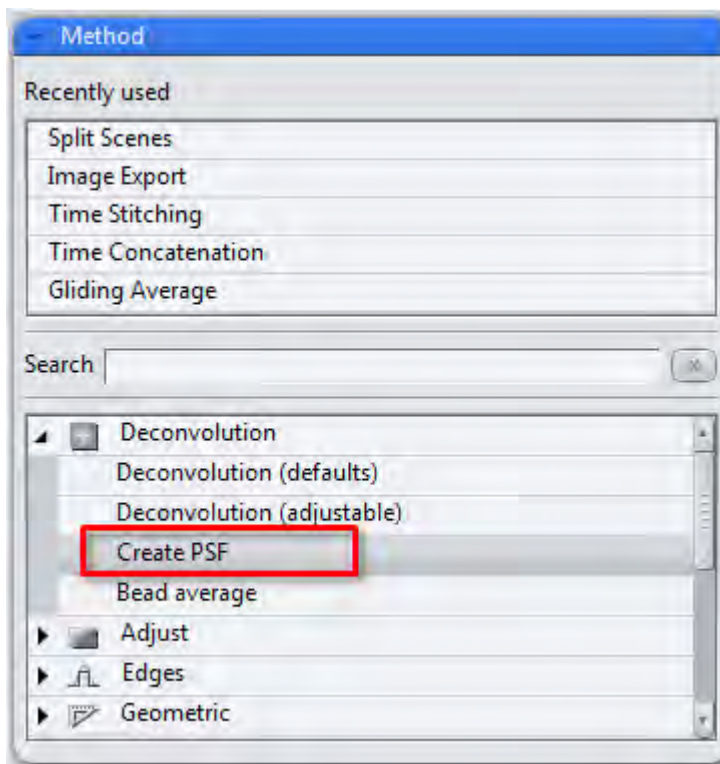 Method
Recently used
Split Scenes
Image Export
Time Stitching
Time Concatenation
Gliding Average
Search
Deconvolution
Deconvolution (defaults)
Deconvolution (adjustable)
Create PSF
Bead average
Adjust
Edges
Geometric